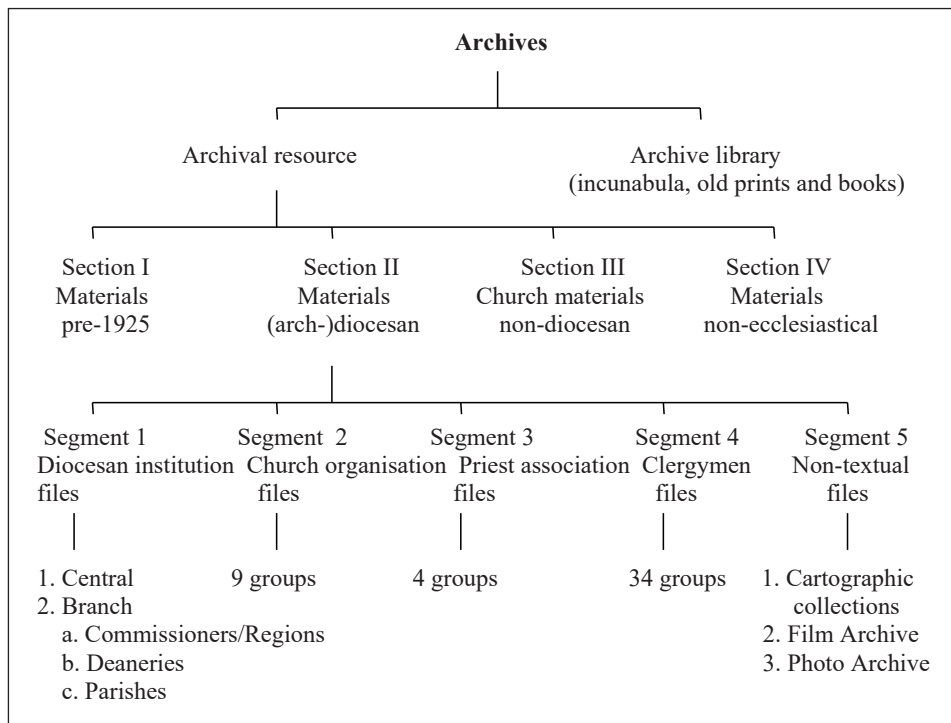 Archives
Archival resource
Archive library
(incunabula, old prints and books)
Section I
Materials
pre-1925
Section II
Materials
(arch-)diocesan
Section III
Church materials
non-diocesan
Section IV
Materials
non-ecclesiastical
Segment 1
Diocesan institution
files
Segment 2
Church organisation
files
Segment 3
Priest association
files
Segment 4
Clergymen
files
Segment 5
Non-textual
files
1. Central
2. Branch
a. Commissioners/Regions
b. Deaneries
c. Parishes
9 groups
4 groups
34 groups
1. Cartographic
collections
2. Film Archive
3. Photo Archive